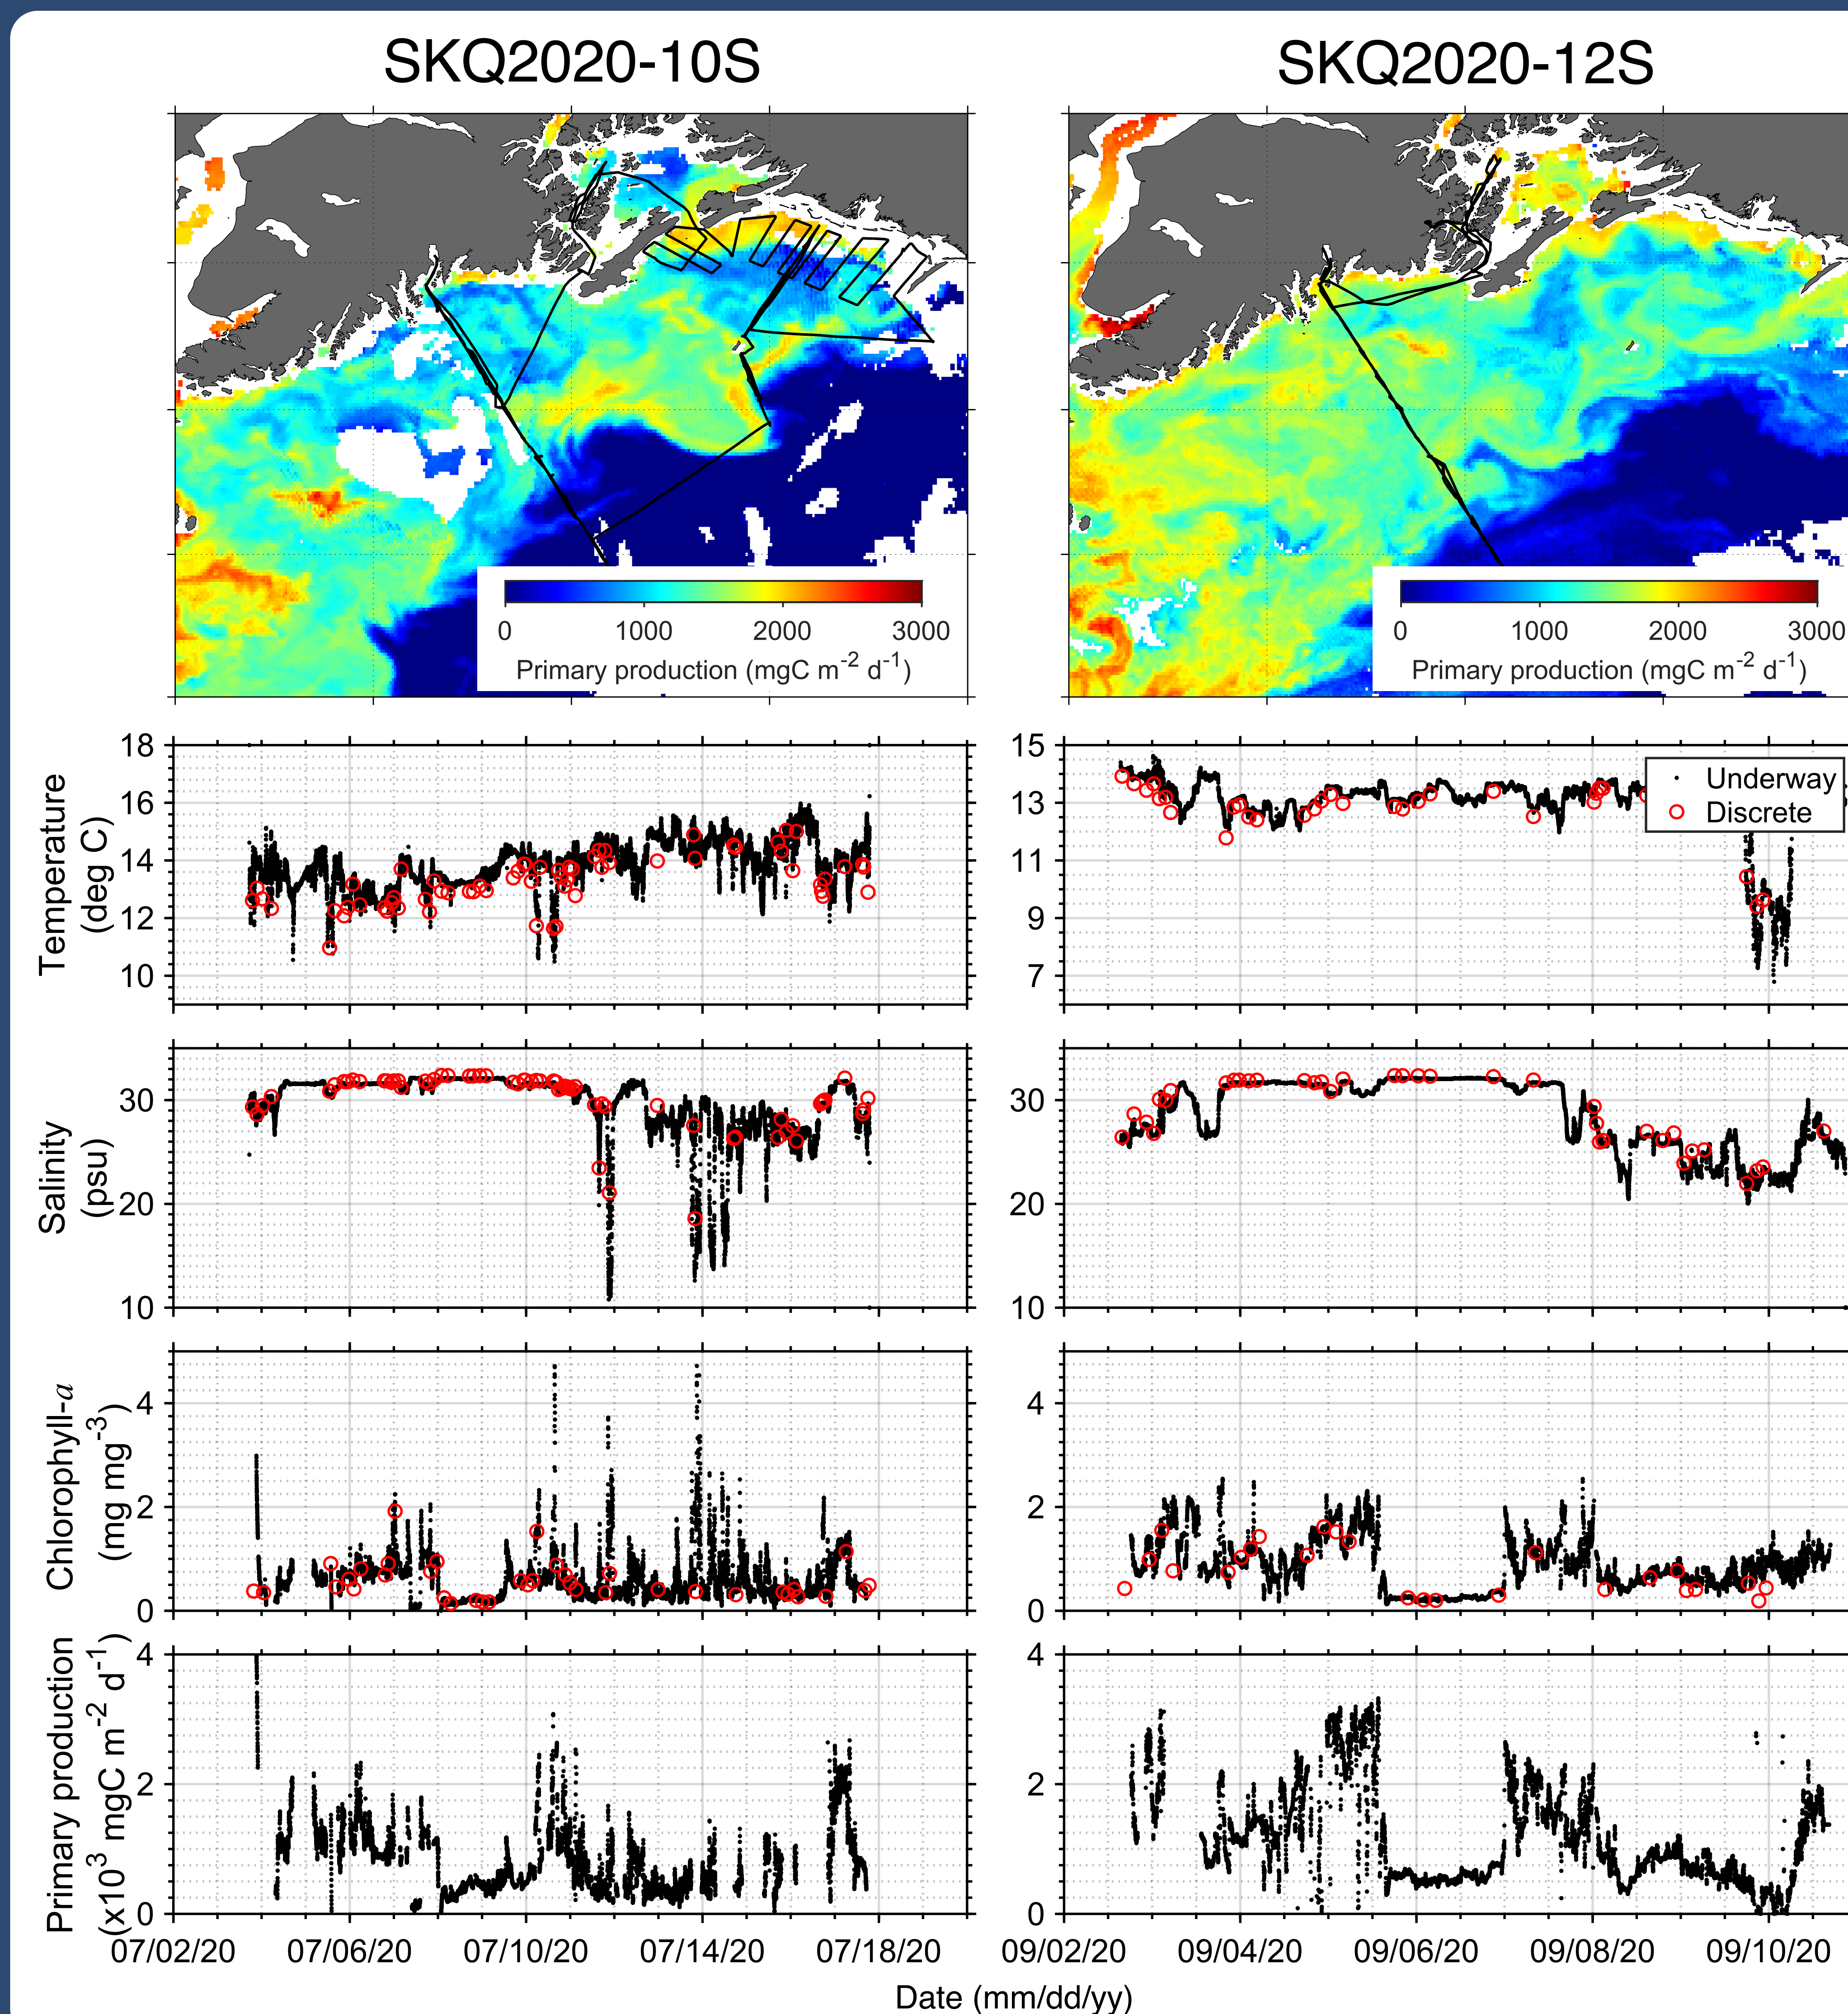 SKQ2020-10S
SKQ2020-12S
0 1000 2000 3000
Primary production (mgC m-2 d-1)
0 1000 2000 3000
Primary production (mgC m-2 d-1)
Temperature
(deg C)
18
16
14
12
10
15
13
11
9
7
Underway
Discrete
Salinity
(psu)
30
20
10
30
20
10
Chlorophyll-a
(mg mg-3)
4
2
0
4
2
0
Primary production
(x103 mgC m-2 d-1)
4
2
0
4
2
0
07/02/20 07/06/20 07/10/20 07/14/20 07/18/20
09/02/20 09/04/20 09/06/20 09/08/20 09/10/20
Date (mm/dd/yy)